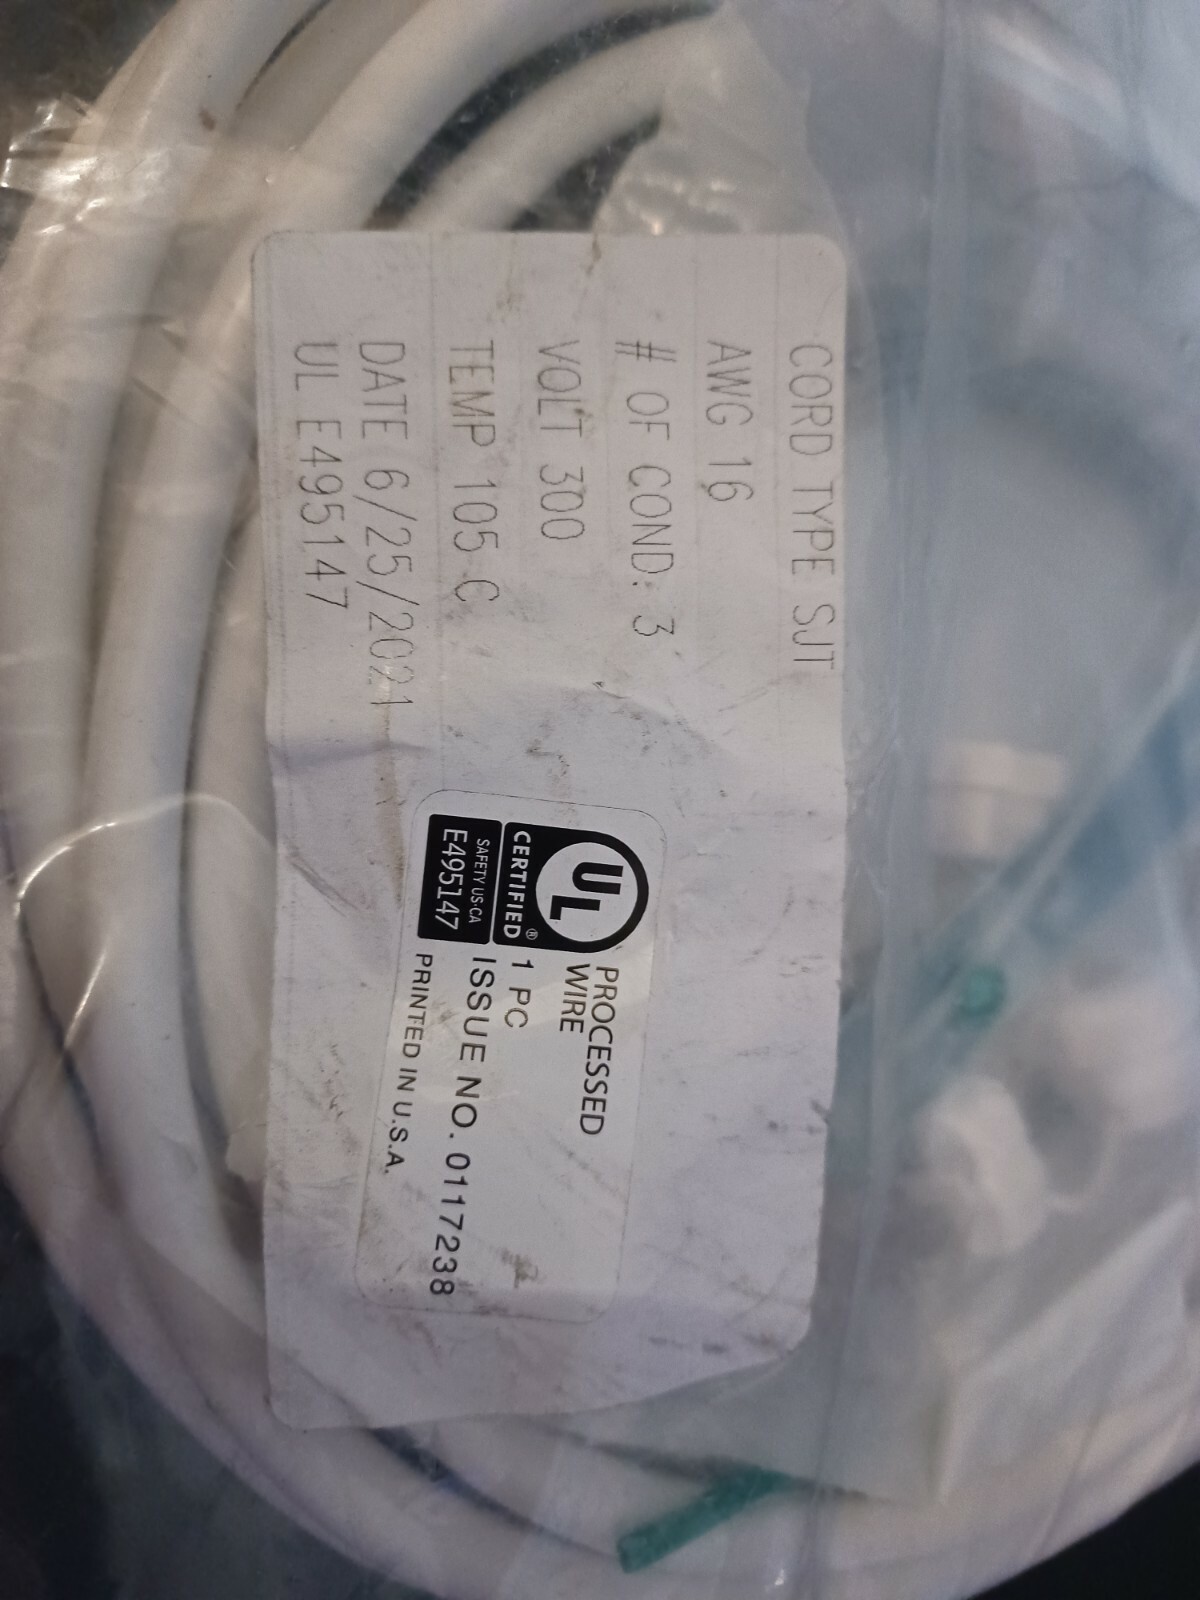 CORD TYPE SJT
AWG 16
# OF COND: 3
VOLT 300
TEMP 105 C
DATE 6/25/2021
UL E495147
UL
CERTIFIED®
SAFETY US·CA
E495147
PROCESSED
WIRE
1 PC
ISSUE NO. 0117238
PRINTED IN U.S.A.